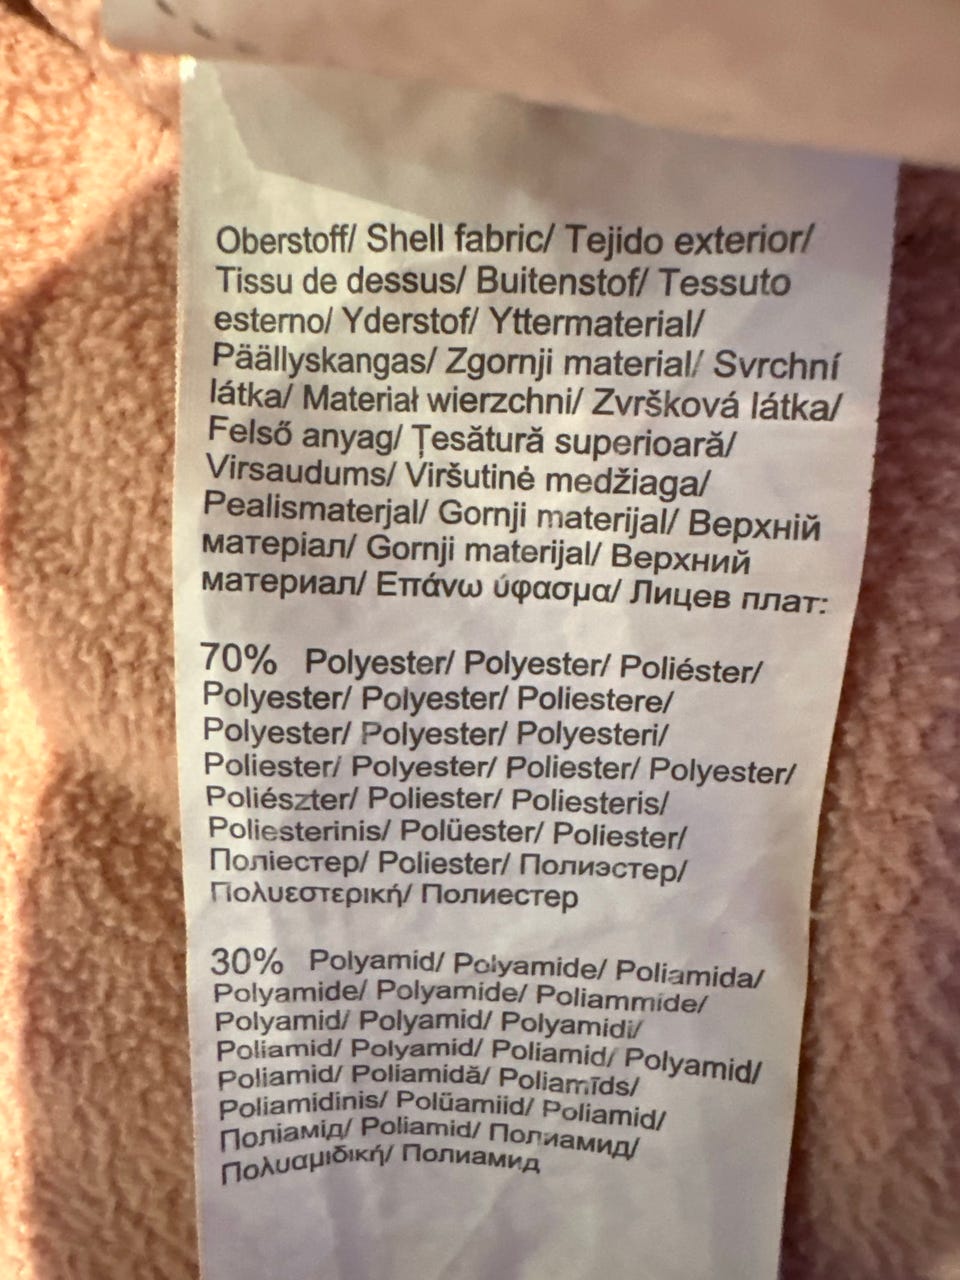 Oberstoff/ Shell fabric/ Tejido exterior/
Tissu de dessus/ Buitenstof/ Tessuto
esterno/ Yderstof/ Yttermaterial/
Päällyskangas/ Zgornji material/ Svrchní
látka/ Materiał wierzchni/ Zvršková látka/
Felső anyag/ Țesătură superioară/
Virsaudums/ Viršutinė medžiaga/
Pealismaterjal/ Gornji materijal/ Верхній
матеріал/ Gornji materijal/ Верхний
материал/ Επάνω ύφασμα/ Лицев плат:
70% Polyester/ Polyester/ Poliéster/
Polyester/ Polyester/ Poliestere/
Polyester/ Polyester/ Polyesteri/
Poliester/ Polyester/ Poliester/ Polyester/
Poliészter/ Poliester/ Poliesteris/
Poliesterinis/ Polüester/ Poliester/
Поліестер/ Poliester/ Полиэстер/
Πολυεστερική/ Полиестер
30% Polyamid/ Polyamide/ Poliamida/
Polyamide/ Polyamide/ Poliammide/
Polyamid/ Polyamid/ Polyamidi/
Poliamid/ Polyamid/ Poliamid/ Polyamid/
Poliamid/ Poliamidă/ Poliamīds/
Poliamidinis/ Polüamiid/ Poliamid/
Поліамід/ Poliamid/ Полиамид/
Πολυαμιδική/ Полиамид